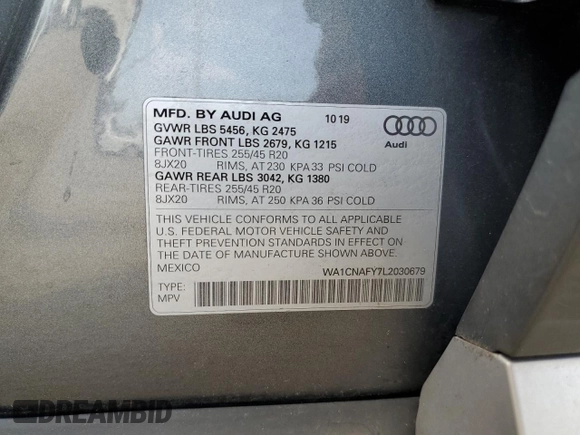 MFD. BY AUDI AG 10 19
GVWR LBS 5456, KG 2475
GAWR FRONT LBS 2679, KG 1215
FRONT-TIRES 255/45 R20
8JX20 RIMS, AT 230 KPA 33 PSI COLD
GAWR REAR LBS 3042, KG 1380
REAR-TIRES 255/45 R20
8JX20 RIMS, AT 250 KPA 36 PSI COLD
Audi
THIS VEHICLE CONFORMS TO ALL APPLICABLE
U.S. FEDERAL MOTOR VEHICLE SAFETY AND
THEFT PREVENTION STANDARDS IN EFFECT ON
THE DATE OF MANUFACTURE SHOWN ABOVE.
MEXICO WA1CNAFY7L2030679
TYPE:
MPV
DREAMBID